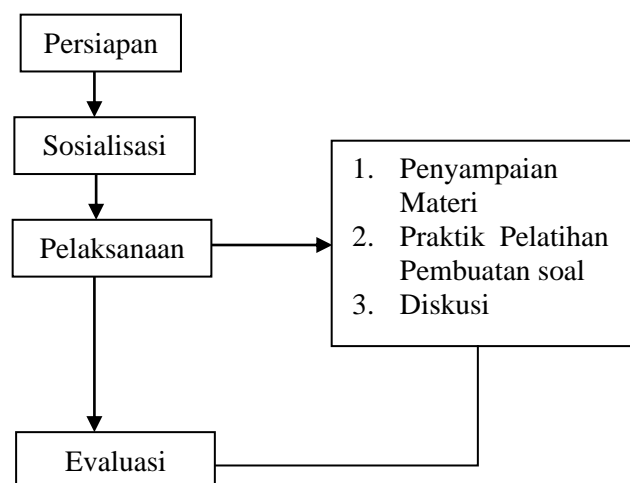 Persiapan
Sosialisasi
Pelaksanaan
1. Penyampaian
Materi
2. Praktik Pelatihan
Pembuatan soal
3. Diskusi
Evaluasi